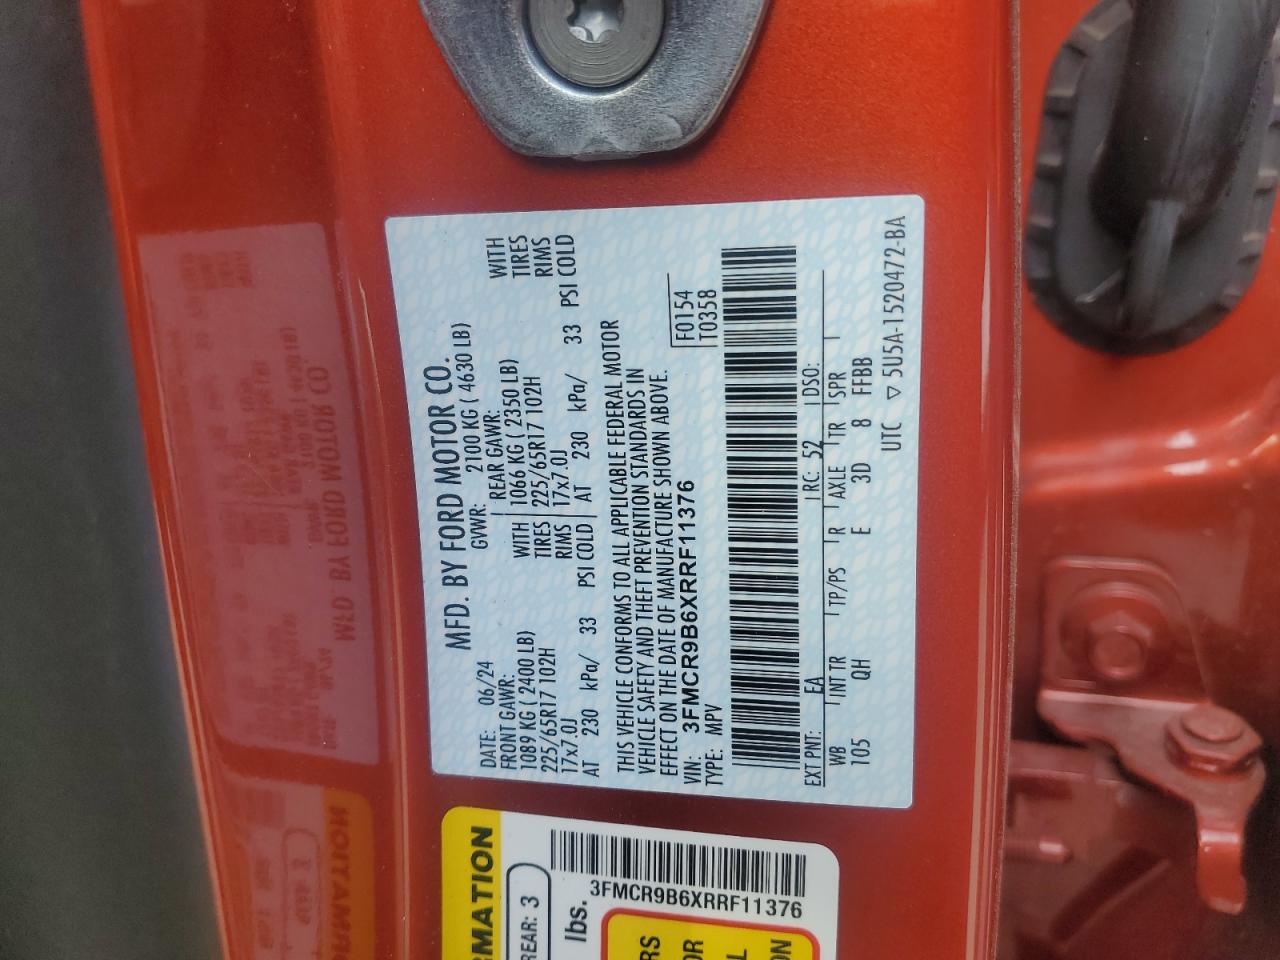 MFD. BY FORD MOTOR CO.
DATE: 06/24 GVWR: 2100 KG ( 4630 LB)
FRONT GAWR: REAR GAWR:
1089 KG ( 2400 LB) WITH 1066 KG ( 2350 LB) WITH
225/65R17 102H TIRES 225/65R17 102H TIRES
17x7.0J RIMS 17x7.0J RIMS
AT 230 kPa/ 33 PSI COLD AT 230 kPa/ 33 PSI COLD
THIS VEHICLE CONFORMS TO ALL APPLICABLE FEDERAL MOTOR
VEHICLE SAFETY AND THEFT PREVENTION STANDARDS IN
EFFECT ON THE DATE OF MANUFACTURE SHOWN ABOVE.
VIN: 3FMCR9B6XRRF11376 F0154
TYPE: MPV T0358
EXT PNT: EA RC: 52 DSO:
WB INT TR TP/PS R AXLE TR SPR
105 QH E 3D 8 FFBB
UTC ▽ 5U5A-1520472-BA
RMATION
REAR: 3
lbs.
3FMCR9B6XRRF11376